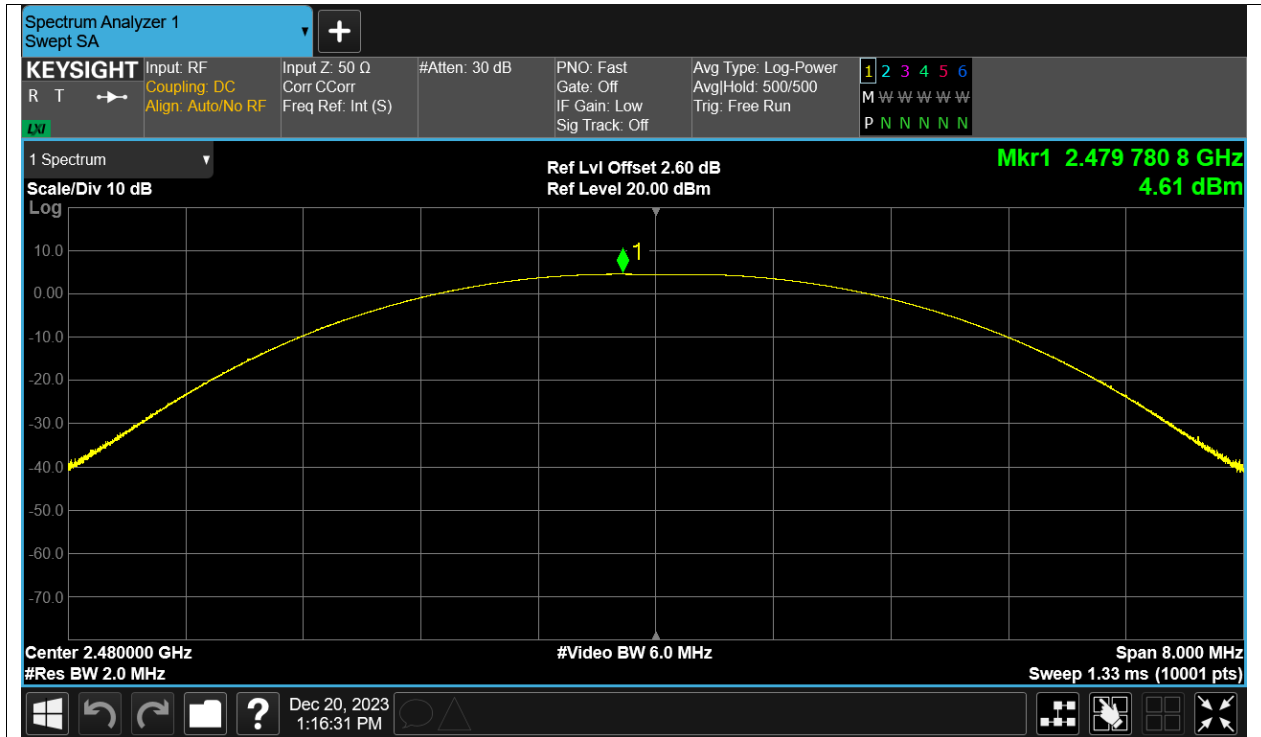 Spectrum Analyzer 1
Swept SA
KEYSIGHT
R T
LXI
Input: RF
Coupling: DC
Align: Auto/No RF
Input Z: 50 Ω
Corr CCorr
Freq Ref: Int (S)
#Atten: 30 dB
PNO: Fast
Gate: Off
IF Gain: Low
Sig Track: Off
Avg Type: Log-Power
Avg|Hold: 500/500
Trig: Free Run
1 2 3 4 5 6
M W W W W W
P N N N N N
1 Spectrum
Scale/Div 10 dB
Log
Ref Lvl Offset 2.60 dB
Ref Level 20.00 dBm
Mkr1 2.479 780 8 GHz
4.61 dBm
1
10.0
0.00
-10.0
-20.0
-30.0
-40.0
-50.0
-60.0
-70.0
Center 2.480000 GHz
#Res BW 2.0 MHz
#Video BW 6.0 MHz
Span 8.000 MHz
Sweep 1.33 ms (10001 pts)
?
Dec 20, 2023
1:16:31 PM